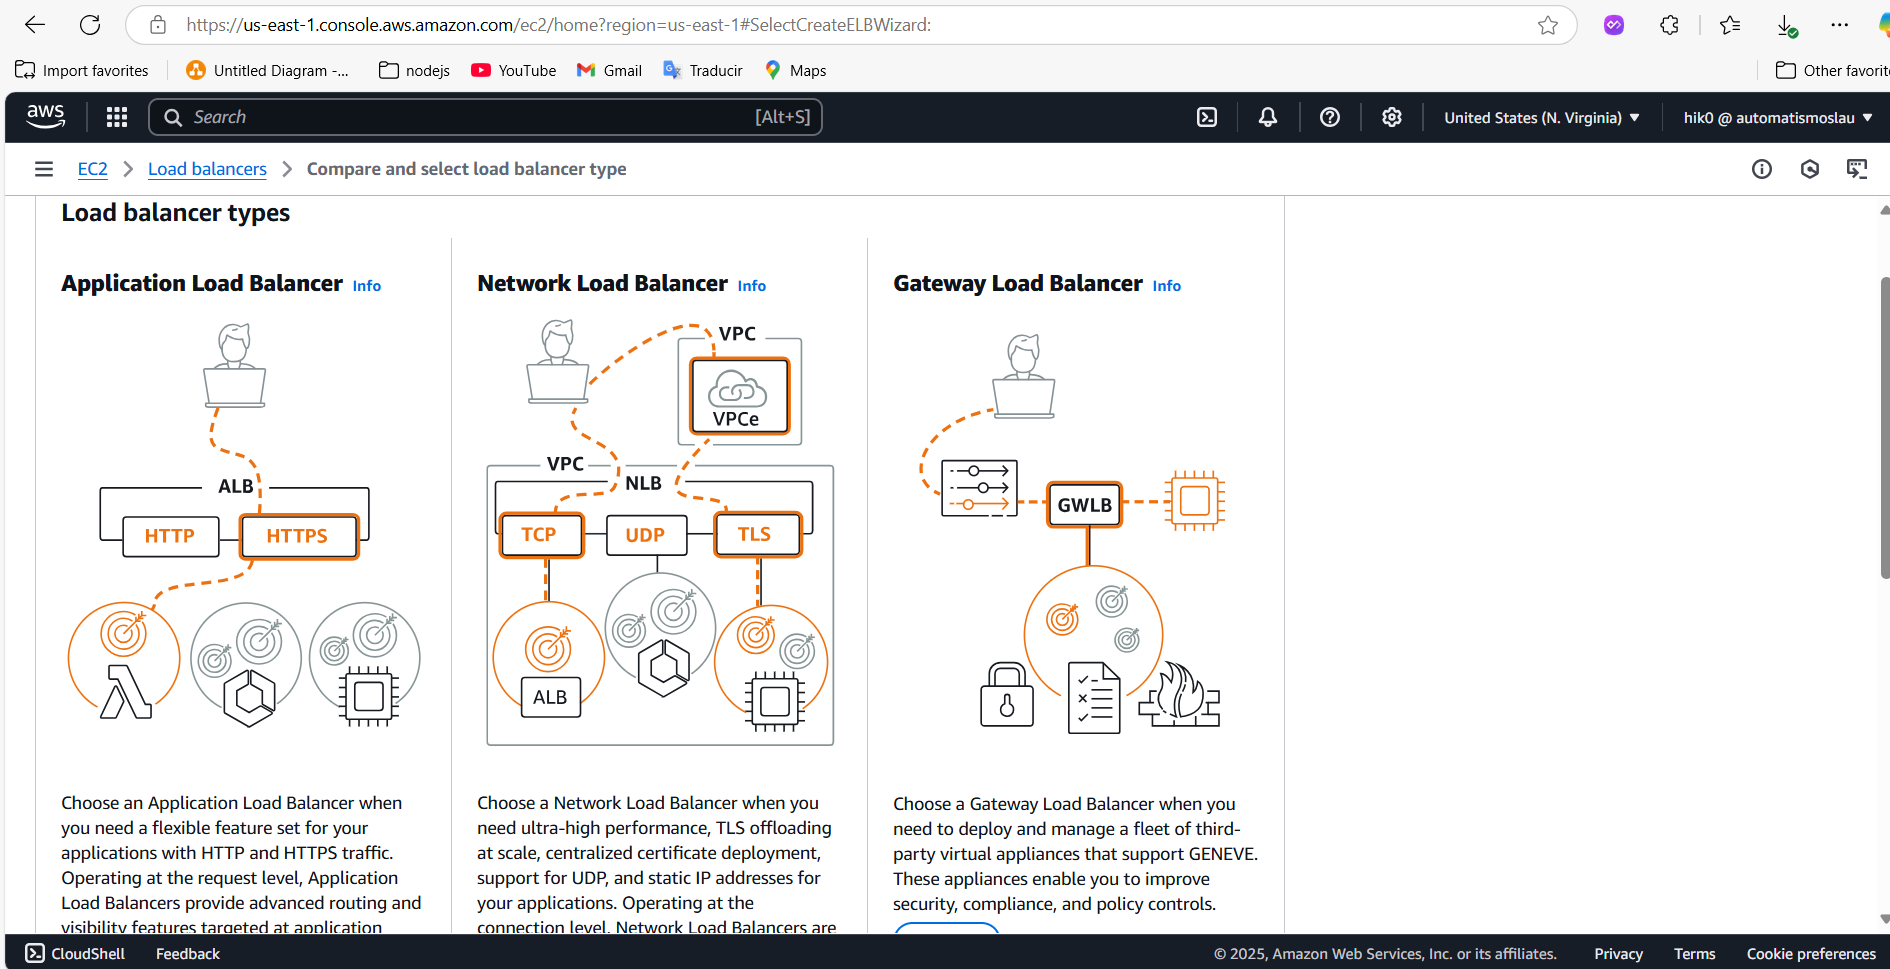 https://us-east-1.console.aws.amazon.com/ec2/home?region=us-east-1#SelectCreateELBWizard:
Import favorites
Untitled Diagram -...
nodejs
YouTube
Gmail
Traducir
Maps
Other favorit
aws
Search
[Alt+S]
United States (N. Virginia)
hik0 @ automatismoslau
EC2
Load balancers
Compare and select load balancer type
Load balancer types
Application Load Balancer Info
ALB
HTTP
HTTPS
Choose an Application Load Balancer when
you need a flexible feature set for your
applications with HTTP and HTTPS traffic.
Operating at the request level, Application
Load Balancers provide advanced routing and
visibility features targeted at application
Network Load Balancer Info
VPC
VPCe
VPC
NLB
TCP
UDP
TLS
ALB
Choose a Network Load Balancer when you
need ultra-high performance, TLS offloading
at scale, centralized certificate deployment,
support for UDP, and static IP addresses for
your applications. Operating at the
connection level, Network Load Balancers are
Gateway Load Balancer Info
GWLB
Choose a Gateway Load Balancer when you
need to deploy and manage a fleet of third-
party virtual appliances that support GENEVE.
These appliances enable you to improve
security, compliance, and policy controls.
CloudShell
Feedback
© 2025, Amazon Web Services, Inc. or its affiliates.
Privacy
Terms
Cookie preferences